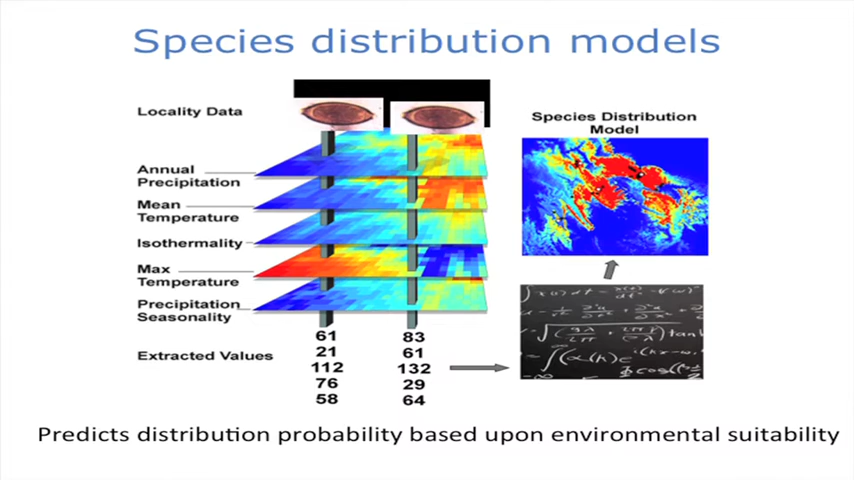 Species distribution models
Locality Data
Species Distribution
Model
Annual
Precipitation
Mean
Temperature
Isothermality
Max
Temperature
Precipitation
Seasonality
61 83
21 61
Extracted Values 112 132
76 29
58 64
Predicts distribution probability based upon environmental suitability